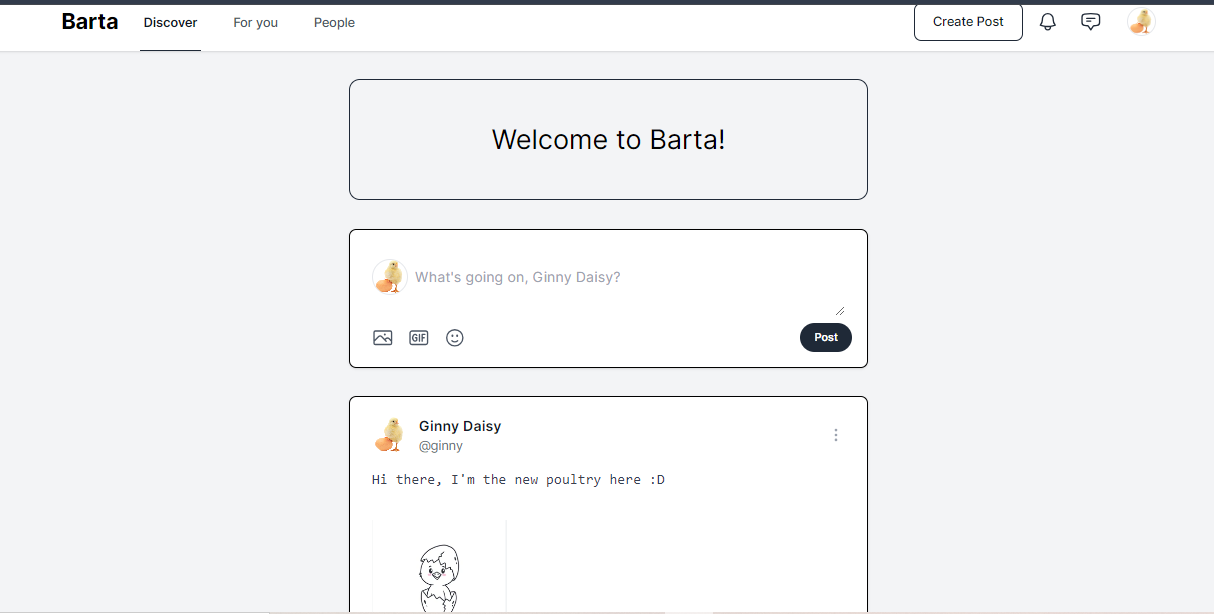 Barta
Discover
For you
People
Create Post
Welcome to Barta!
What's going on, Ginny Daisy?
GIF
Post
Ginny Daisy
@ginny
Hi there, I'm the new poultry here :D